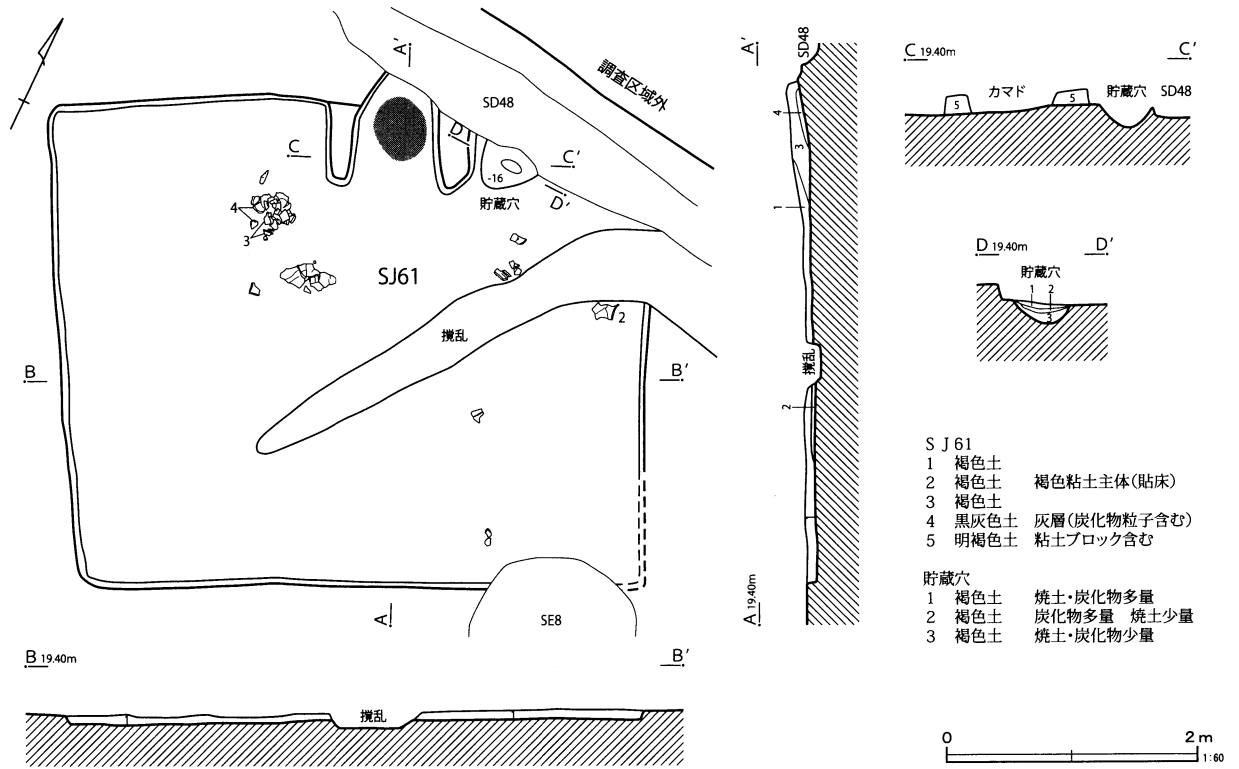 A′
SD48
調査区域外
C
D
C′
-16
D′
貯蔵穴
4
3
SJ61
2
撹乱
B
B′
A
SE8
B 19.40m
B′
撹乱
A′
SD48
4
3
1
撹乱
2
A 19.40m
C 19.40m
C′
カマド
貯蔵穴
SD48
5
5
D 19.40m
D′
貯蔵穴
1 2
3
SJ61
1 褐色土
2 褐色土 褐色粘土主体(貼床)
3 褐色土
4 黒灰色土 灰層(炭化物粒子含む)
5 明褐色土 粘土ブロック含む
貯蔵穴
1 褐色土 焼土・炭化物多量
2 褐色土 炭化物多量 焼土少量
3 褐色土 焼土・炭化物少量
0 2m
1:60